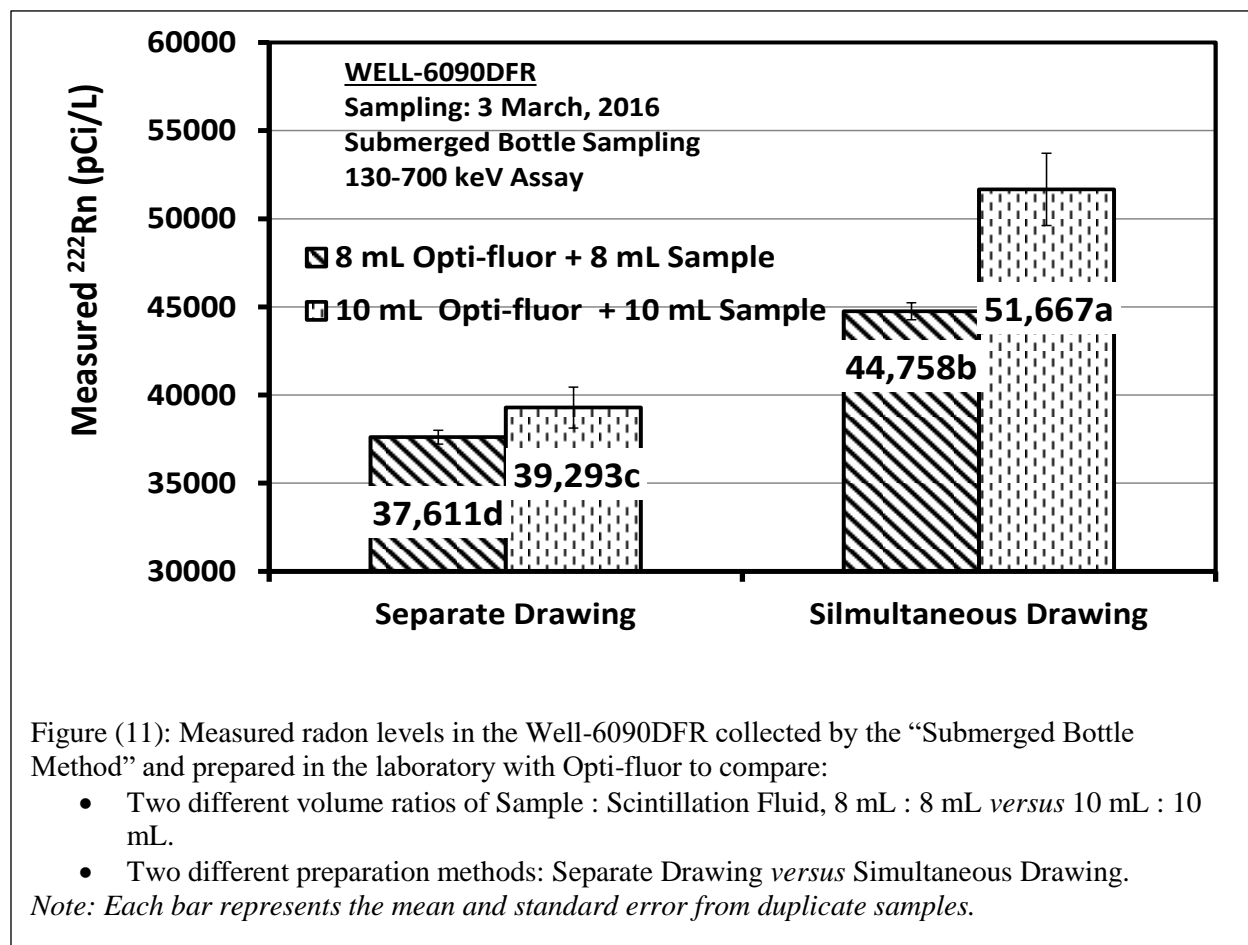 60000
55000
50000
45000
40000
35000
30000
Measured ²²²Rn (pCi/L)
WELL-6090DFR
Sampling: 3 March, 2016
Submerged Bottle Sampling
130-700 keV Assay
8 mL Opti-fluor + 8 mL Sample
10 mL Opti-fluor + 10 mL Sample
37,611d
39,293c
44,758b
51,667a
Separate Drawing
Silmultaneous Drawing
Figure (11): Measured radon levels in the Well-6090DFR collected by the “Submerged Bottle
Method” and prepared in the laboratory with Opti-fluor to compare:
• Two different volume ratios of Sample : Scintillation Fluid, 8 mL : 8 mL versus 10 mL : 10
mL.
• Two different preparation methods: Separate Drawing versus Simultaneous Drawing.
Note: Each bar represents the mean and standard error from duplicate samples.